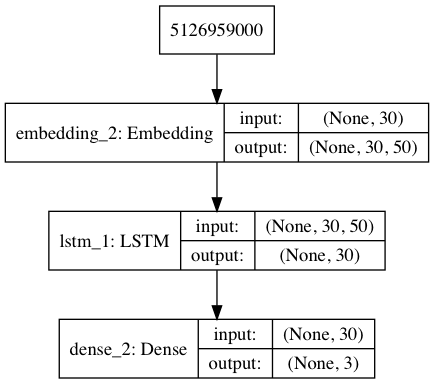 5126959000
embedding_2: Embedding
input: (None, 30)
output: (None, 30, 50)
lstm_1: LSTM
input: (None, 30, 50)
output: (None, 30)
dense_2: Dense
input: (None, 30)
output: (None, 3)